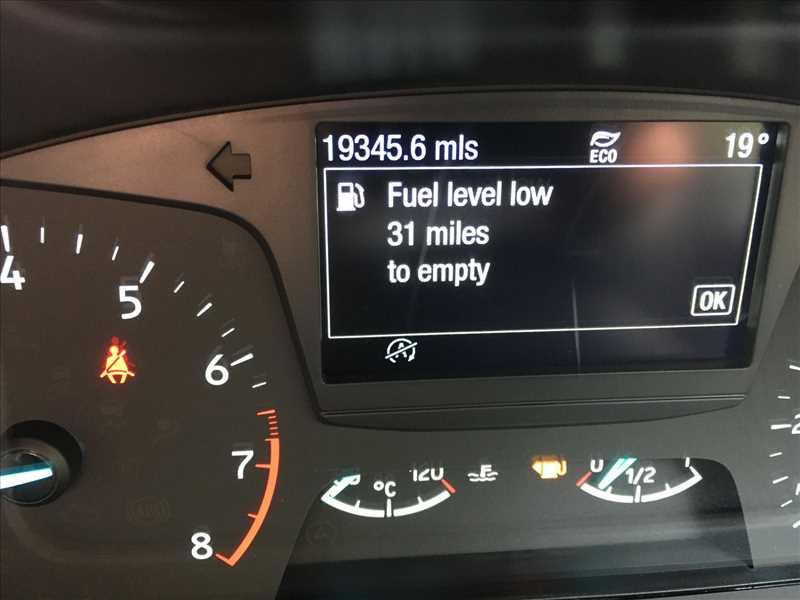 19345.6 mls
ECO
19°
Fuel level low
31 miles
to empty
OK
4
5
6
7
8
°C
120
0
1/2